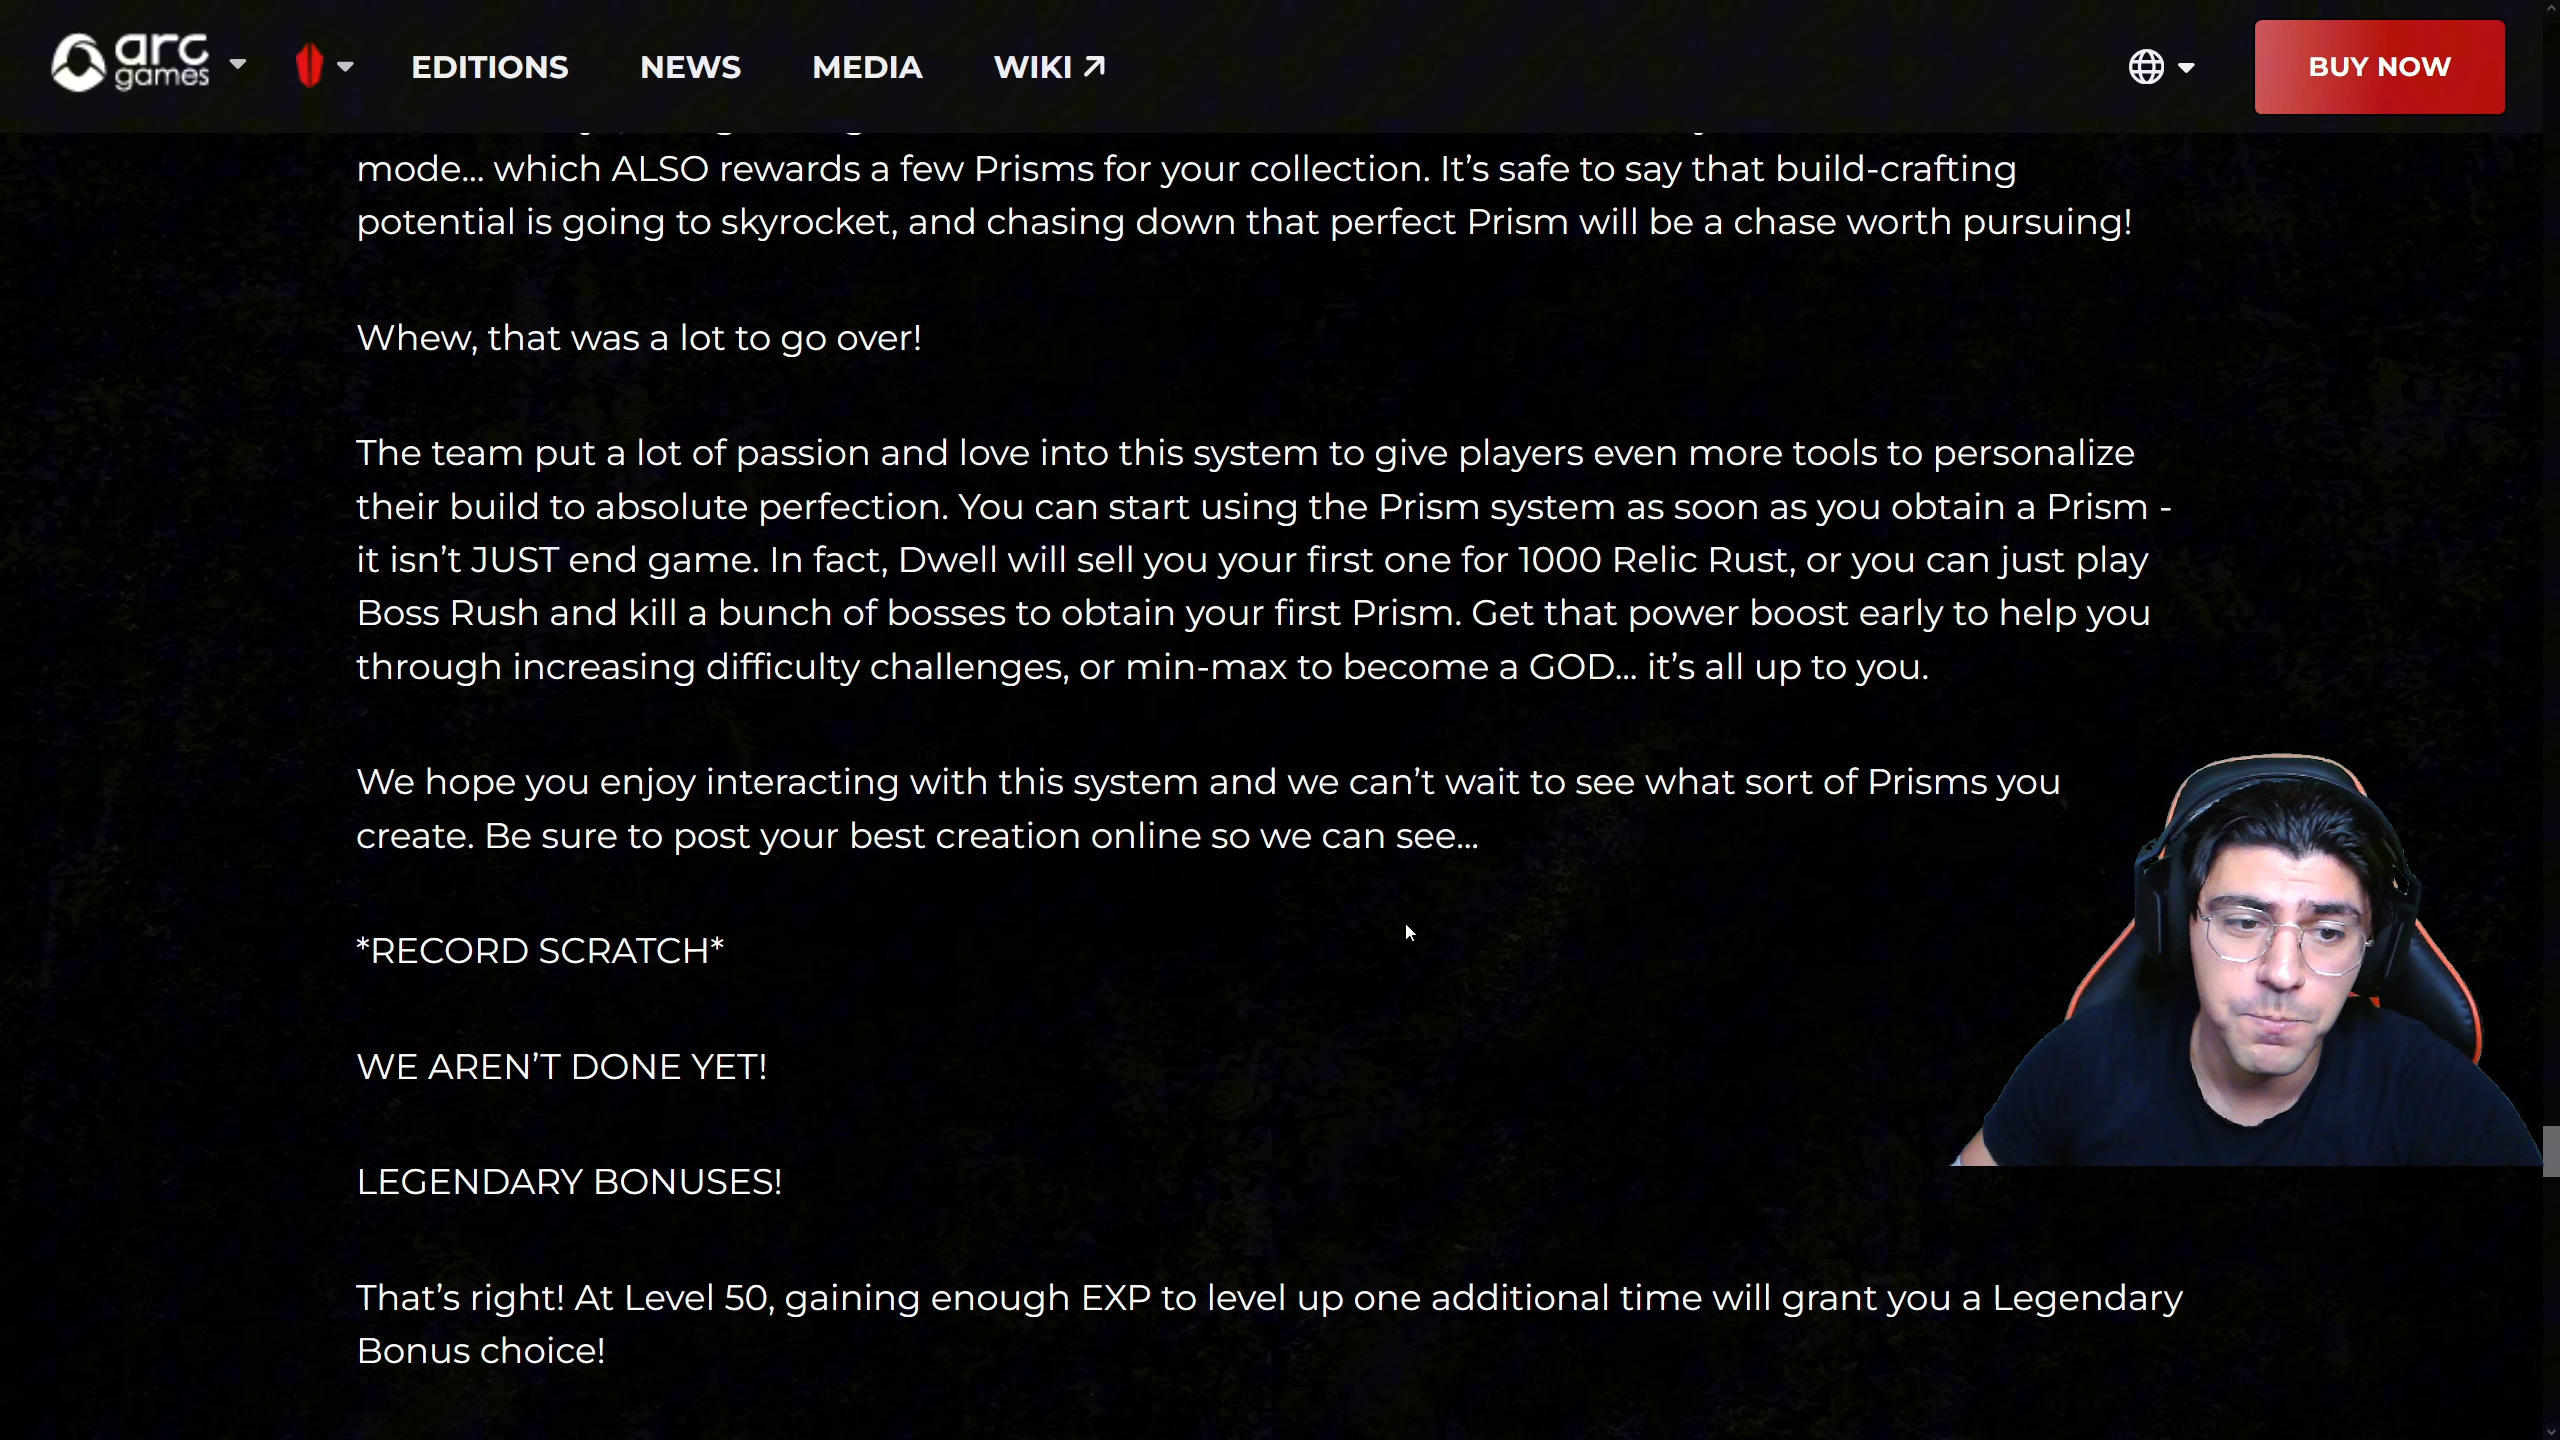 arc games
EDITIONS
NEWS
MEDIA
WIKI
BUY NOW
mode... which ALSO rewards a few Prisms for your collection. It’s safe to say that build-crafting
potential is going to skyrocket, and chasing down that perfect Prism will be a chase worth pursuing!
Whew, that was a lot to go over!
The team put a lot of passion and love into this system to give players even more tools to personalize
their build to absolute perfection. You can start using the Prism system as soon as you obtain a Prism -
it isn’t JUST end game. In fact, Dwell will sell you your first one for 1000 Relic Rust, or you can just play
Boss Rush and kill a bunch of bosses to obtain your first Prism. Get that power boost early to help you
through increasing difficulty challenges, or min-max to become a GOD... it’s all up to you.
We hope you enjoy interacting with this system and we can’t wait to see what sort of Prisms you
create. Be sure to post your best creation online so we can see...
*RECORD SCRATCH*
WE AREN’T DONE YET!
LEGENDARY BONUSES!
That’s right! At Level 50, gaining enough EXP to level up one additional time will grant you a Legendary
Bonus choice!